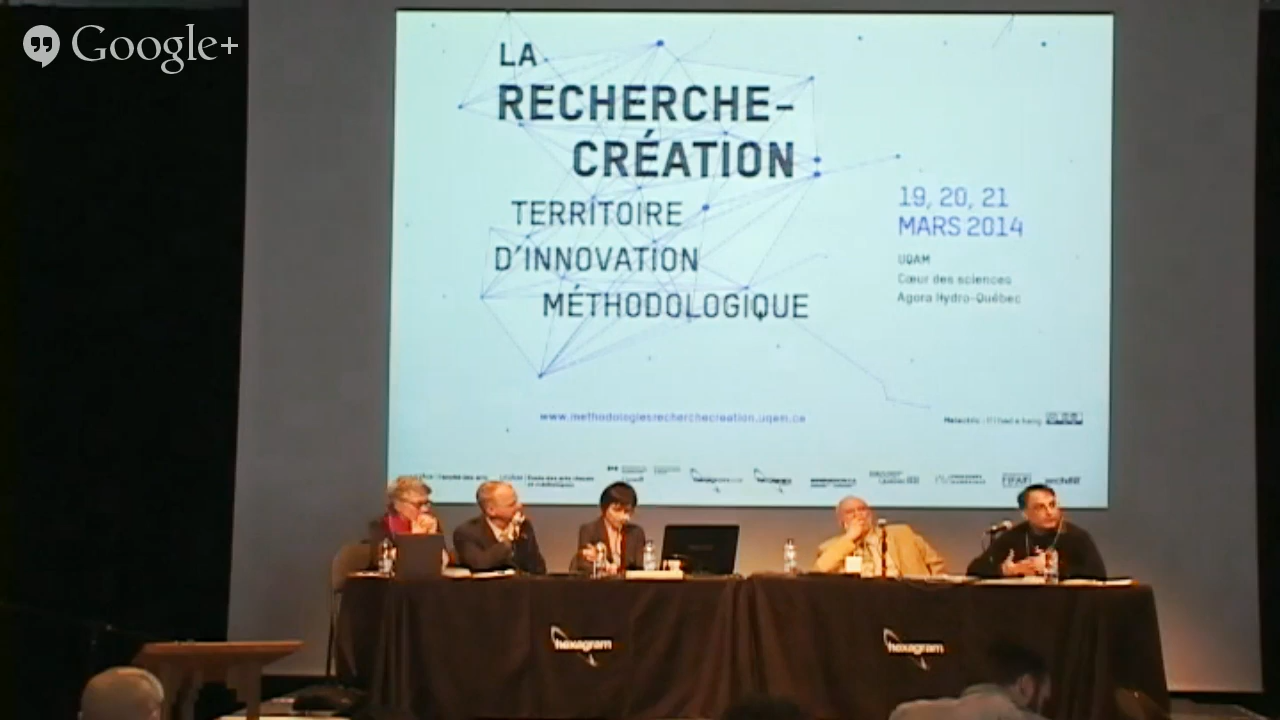 Google+
LA
RECHERCHE-
CRÉATION :
TERRITOIRE
D'INNOVATION
MÉTHODOLOGIQUE
19, 20, 21
MARS 2014
UQAM
Cœur des sciences
Agora Hydro-Québec
www.methodologiesrecherchecreation.uqam.ca
hexagram
hexagram